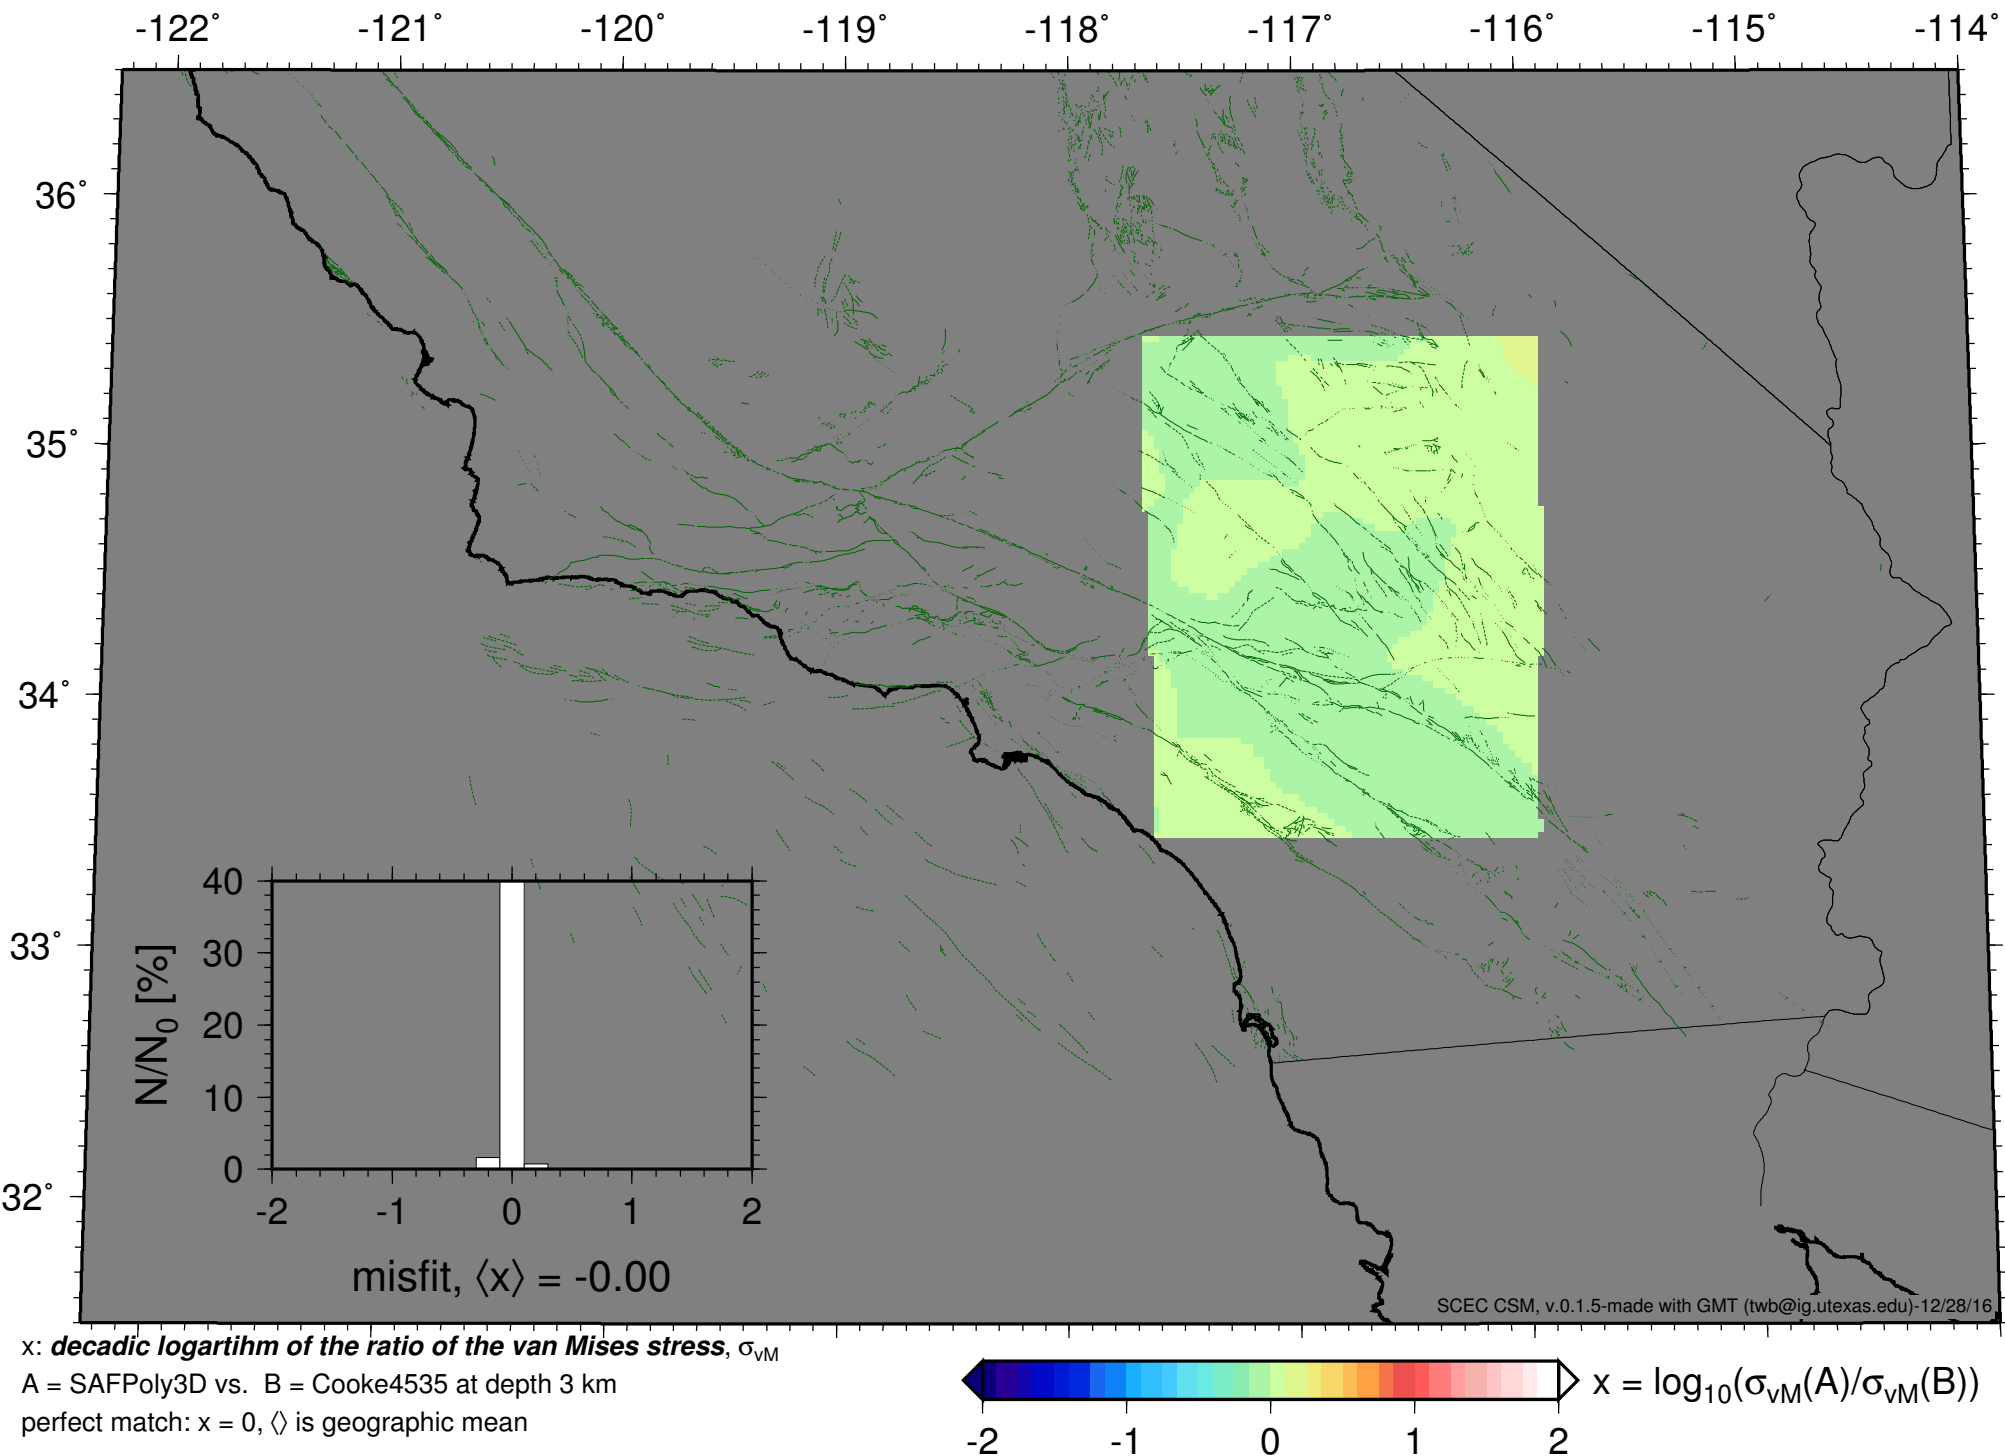 -122° -121° -120° -119° -118° -117° -116° -115° -114°
36°
35°
34°
33°
32°
40
30
20
10
0
N/N0 [%]
-2 -1 0 1 2
misfit, ⟨x⟩ = -0.00
SCEC CSM, v.0.1.5-made with GMT (twb@ig.utexas.edu)-12/28/16
x: decadic logartihm of the ratio of the van Mises stress, σvM
A = SAFPoly3D vs. B = Cooke4535 at depth 3 km
perfect match: x = 0, ⟨⟩ is geographic mean
x = log10(σvM(A)/σvM(B))
-2 -1 0 1 2